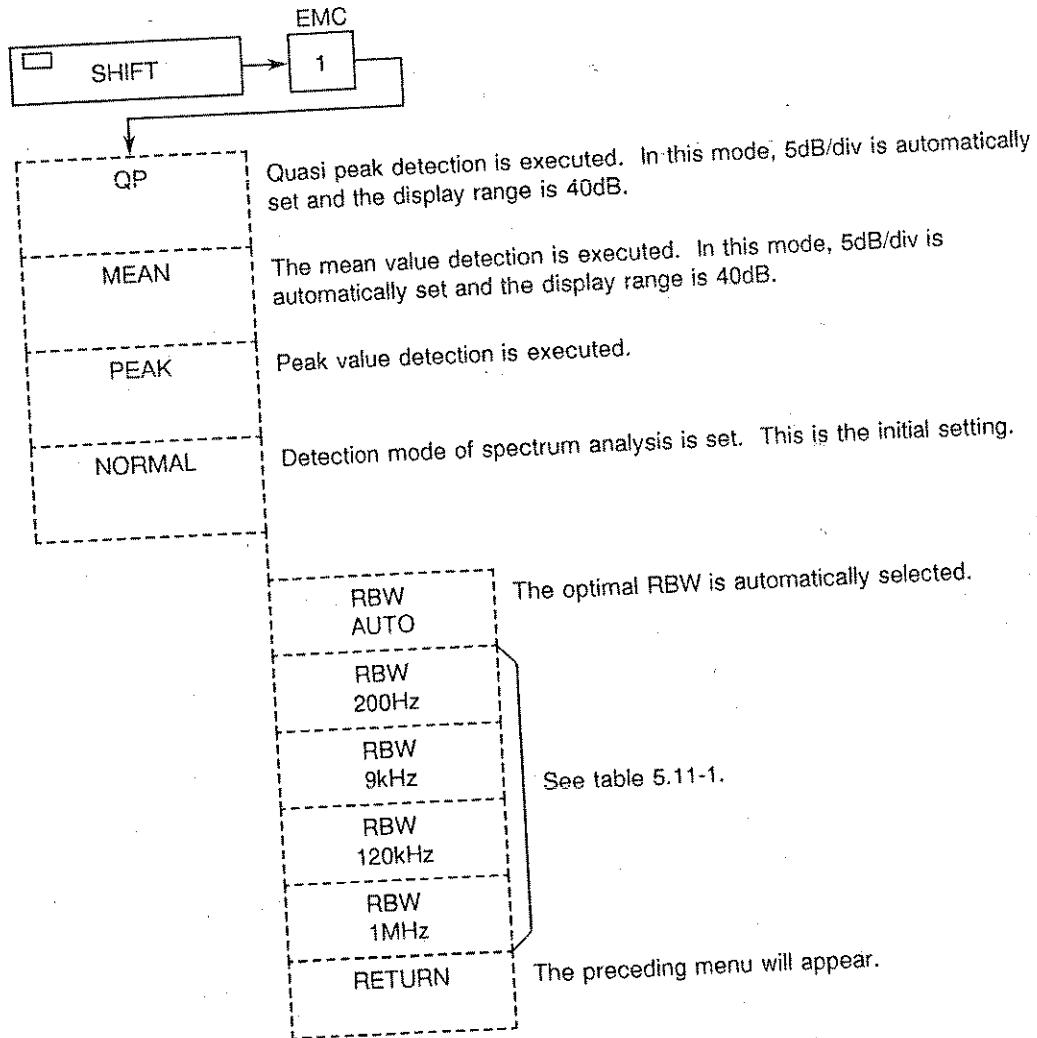 EMC
SHIFT
1
QP
Quasi peak detection is executed. In this mode, 5dB/div is automatically
set and the display range is 40dB.
MEAN
The mean value detection is executed. In this mode, 5dB/div is
automatically set and the display range is 40dB.
PEAK
Peak value detection is executed.
NORMAL
Detection mode of spectrum analysis is set. This is the initial setting.
RBW
AUTO
The optimal RBW is automatically selected.
RBW
200Hz
RBW
9kHz
See table 5.11-1.
RBW
120kHz
RBW
1MHz
RETURN
The preceding menu will appear.